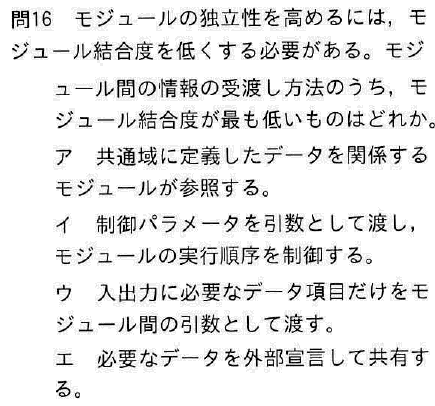 問16　モジュールの独立性を高めるには，モ
ジュール結合度を低くする必要がある。モジ
ュール間の情報の受渡し方法のうち，モ
ジュール結合度が最も低いものはどれか。
ア　共通域に定義したデータを関係する
モジュールが参照する。
イ　制御パラメータを引数として渡し，
モジュールの実行順序を制御する。
ウ　入出力に必要なデータ項目だけをモ
ジュール間の引数として渡す。
エ　必要なデータを外部宣言して共有す
る。